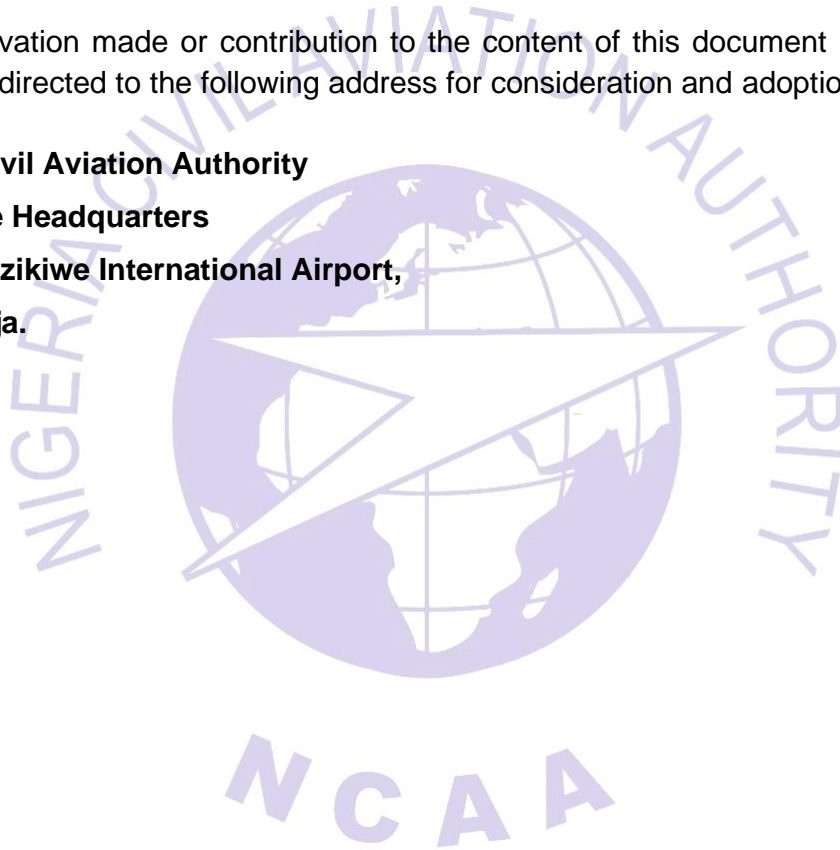 vation made or contribution to the content of this document
directed to the following address for consideration and adoptio
vil Aviation Authority
e Headquarters
zikiwe International Airport,
ja.
NIGERIA CIVIL AVIATION AUTHORITY
NCAA